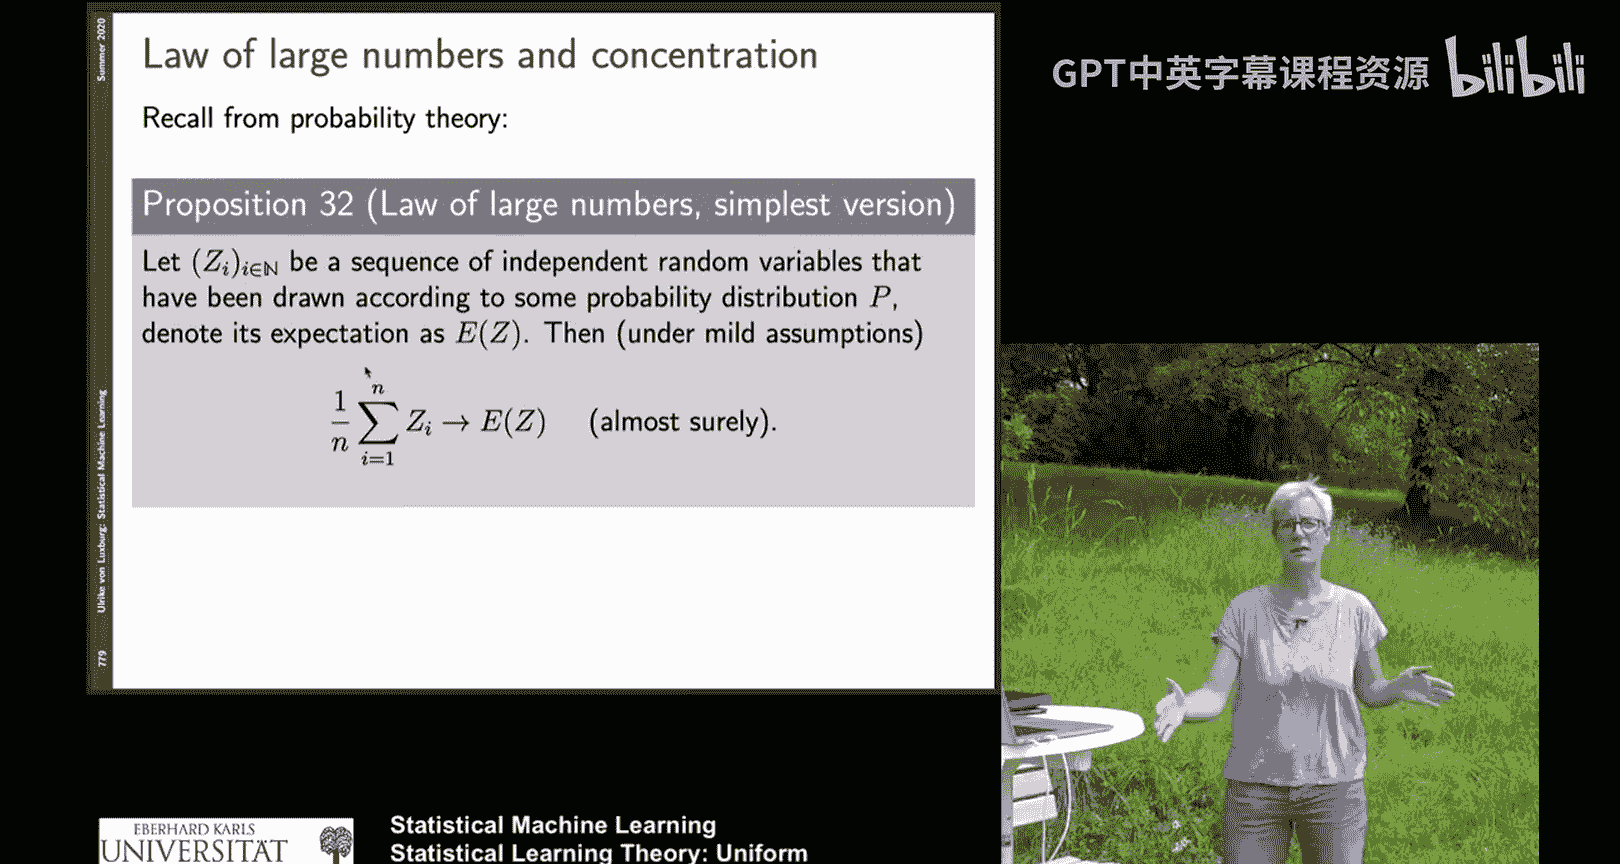 Law of large numbers and concentration
Recall from probability theory:
Proposition 32 (Law of large numbers, simplest version)
Let (Z_i)_{i∈ℕ} be a sequence of independent random variables that
have been drawn according to some probability distribution P,
denote its expectation as E(Z). Then (under mild assumptions)
1/n ∑_{i=1}^{n} Z_i → E(Z) (almost surely).
Summer 2020
Ulrike von Luxburg: Statistical Machine Learning
779
GPT中英字幕课程资源
bilibili
EBERHARD KARLS
UNIVERSITÄT
Statistical Machine Learning
Statistical Learning Theory: Uniform